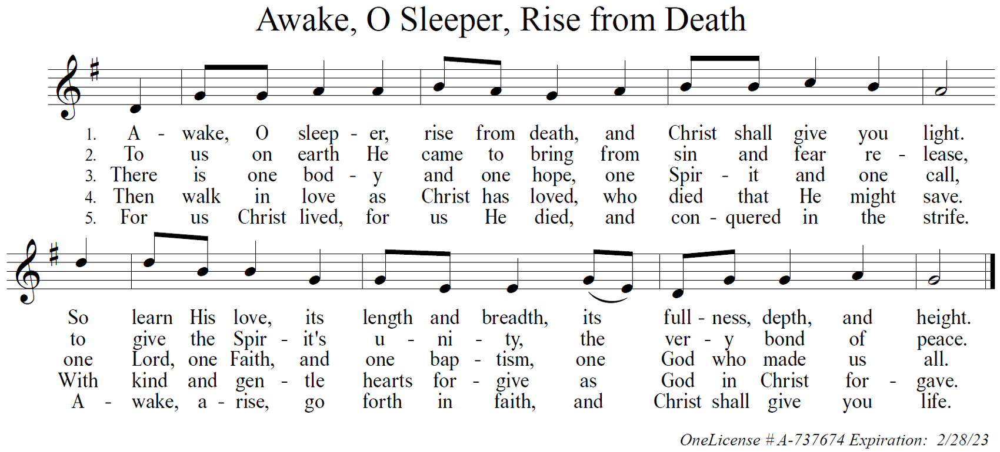 Awake, O Sleeper, Rise from Death
1. A - wake, O sleep - er, rise from death, and Christ shall give you light.
2. To us on earth He came to bring from sin and fear re - lease,
3. There is one bod - y and one hope, one Spir - it and one call,
4. Then walk in love as Christ has loved, who died that He might save.
5. For us Christ lived, for us He died, and con - quered in the strife.
So learn His love, its length and breadth, its full - ness, depth, and height.
to give the Spir - it's u - ni - ty, the ver - y bond of peace.
one Lord, one Faith, and one bap - tism, one God who made us all.
With kind and gen - tle hearts for - give as God in Christ for - gave.
A - wake, a - rise, go forth in faith, and Christ shall give you life.
OneLicense # A-737674 Expiration: 2/28/23